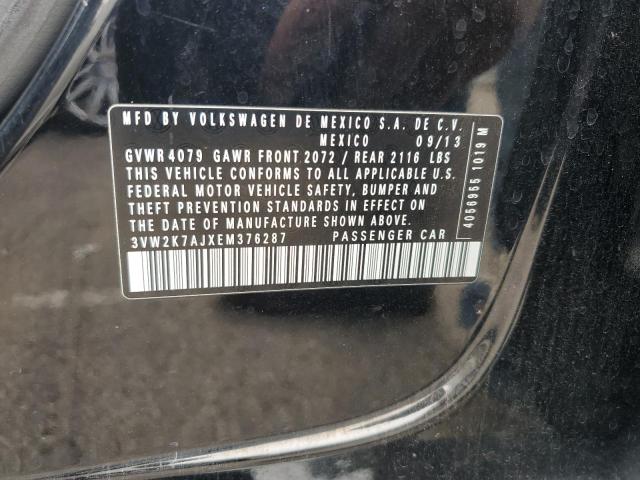 MFD BY VOLKSWAGEN DE MEXICO S.A. DE C.V.
MEXICO 09/13
GVWR 4079 GAWR FRONT 2072 / REAR 2116 LBS
THIS VEHICLE CONFORMS TO ALL APPLICABLE U.S.
FEDERAL MOTOR VEHICLE SAFETY, BUMPER AND
THEFT PREVENTION STANDARDS IN EFFECT ON
THE DATE OF MANUFACTURE SHOWN ABOVE.
3VW2K7AJXEM376287 PASSENGER CAR
4056955 1019 M